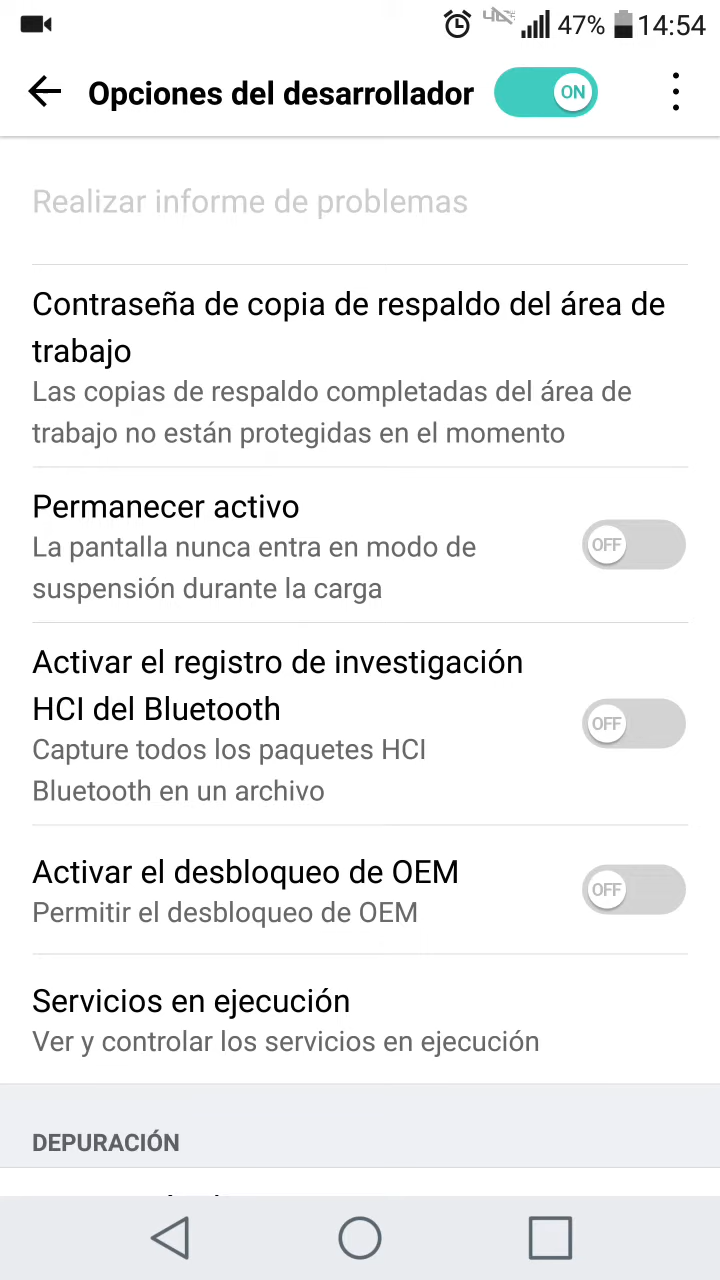 47% 14:54
Opciones del desarrollador ON
Realizar informe de problemas
Contraseña de copia de respaldo del área de
trabajo
Las copias de respaldo completadas del área de
trabajo no están protegidas en el momento
Permanecer activo
La pantalla nunca entra en modo de
suspensión durante la carga
OFF
Activar el registro de investigación
HCI del Bluetooth
Capture todos los paquetes HCI
Bluetooth en un archivo
OFF
Activar el desbloqueo de OEM
Permitir el desbloqueo de OEM
OFF
Servicios en ejecución
Ver y controlar los servicios en ejecución
DEPURACIÓN